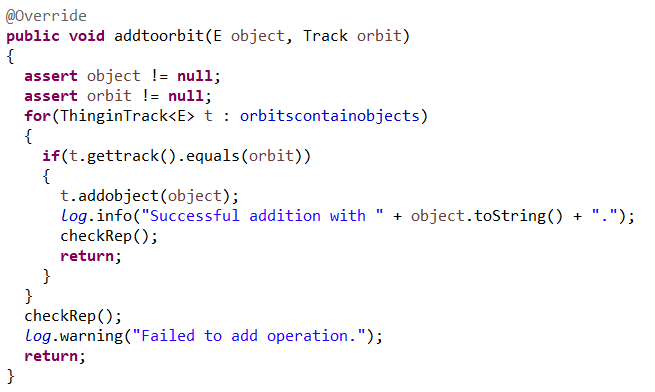 @Override
public void addtoorbit(E object, Track orbit)
{
  assert object != null;
  assert orbit != null;
  for(ThinginTrack<E> t : orbitscontainobjects)
  {
    if(t.gettrack().equals(orbit))
    {
      t.addobject(object);
      log.info("Successful addition with " + object.toString() + ".");
      checkRep();
      return;
    }
  }
  checkRep();
  log.warning("Failed to add operation.");
  return;
}